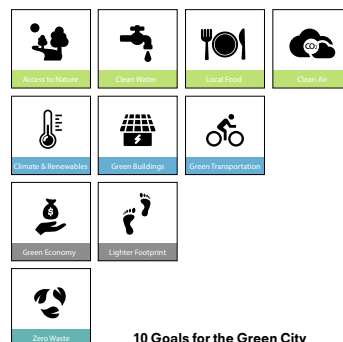 CO2
Access to Nature
Clean Water
Local Food
Clean Air
Climate & Renewables
Green Buildings
Green Transportation
$
Green Economy
Lighter Footprint
Zero Waste
10 Goals for the Green City